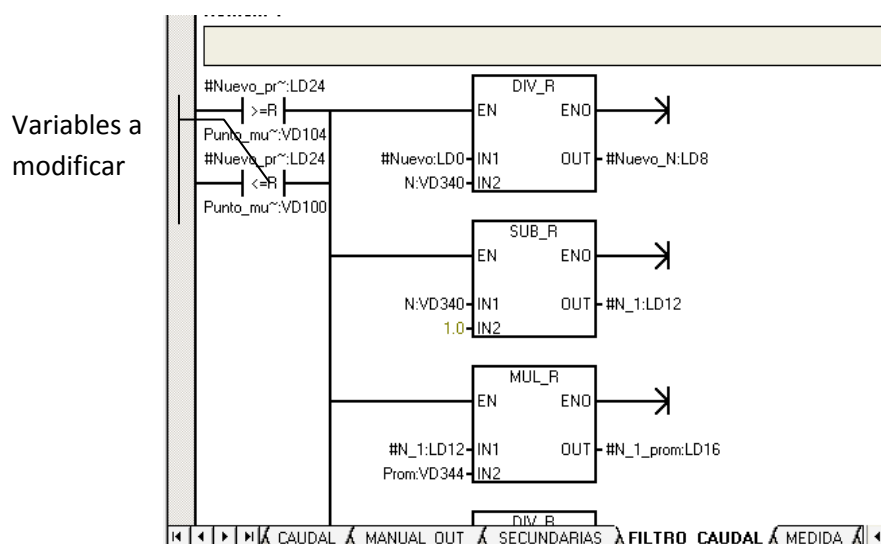 #Nuevo_pr~:LD24
>=R
Punto_mu~:VD104
#Nuevo_pr~:LD24
<=R
Punto_mu~:VD100
Variables a
modificar
DIV_R
EN ENO
#Nuevo:LD0 IN1 OUT #Nuevo_N:LD8
N:VD340 IN2
SUB_R
EN ENO
N:VD340 IN1 OUT #N_1:LD12
1.0 IN2
MUL_R
EN ENO
#N_1:LD12 IN1 OUT #N_1_prom:LD16
Prom:VD344 IN2
DIV_R
CAUDAL MANUAL_OUT SECUNDARIAS FILTRO_CAUDAL MEDIDA